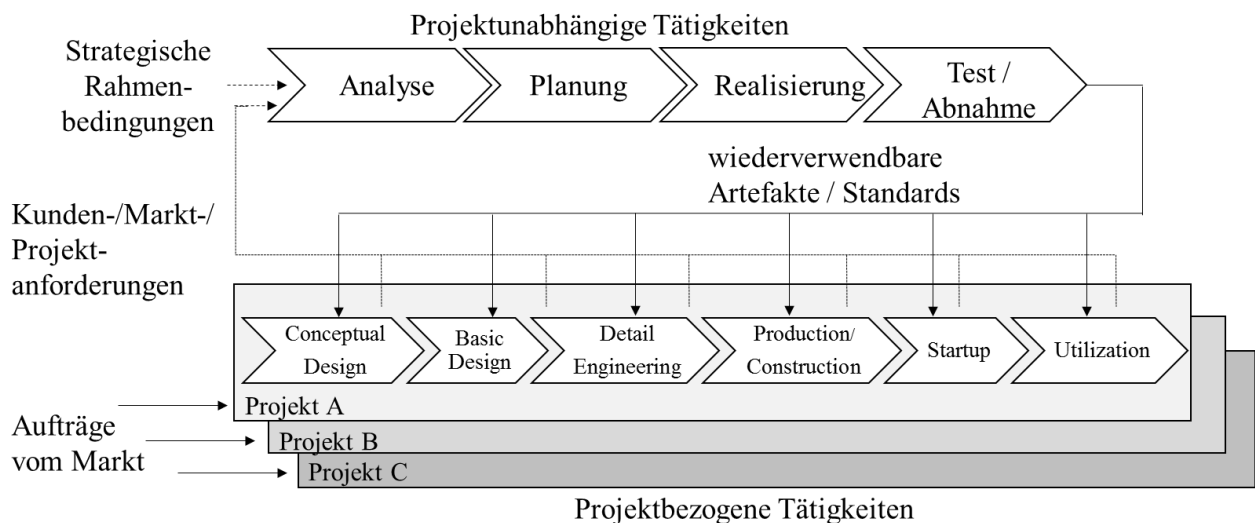 Projektunabhängige Tätigkeiten
Strategische
Rahmen-
bedingungen
Analyse
Planung
Realisierung
Test /
Abnahme
wiederverwendbare
Artefakte / Standards
Kunden-/Markt-/
Projekt-
anforderungen
Conceptual
Design
Basic
Design
Detail
Engineering
Production/
Construction
Startup
Utilization
Projekt A
Aufträge
vom Markt
Projekt B
Projekt C
Projektbezogene Tätigkeiten